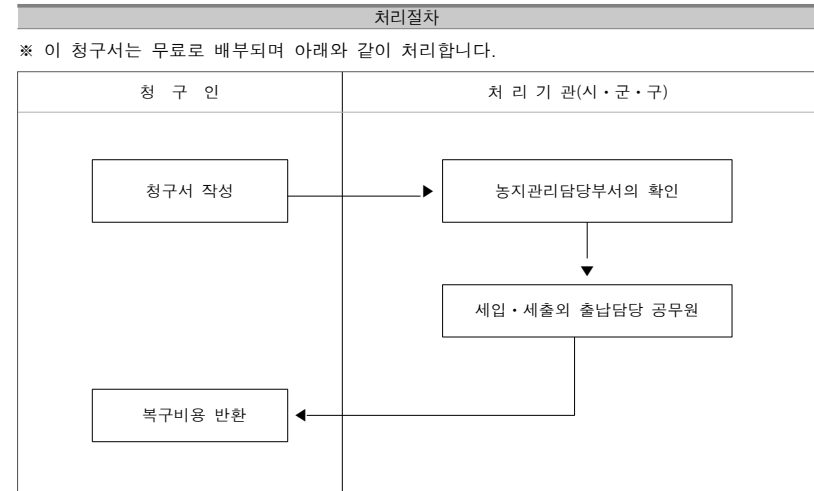 처리절차
※ 이 청구서는 무료로 배부되며 아래와 같이 처리합니다.
청 구 인
처 리 기 관(시・군・구)
청구서 작성
농지관리담당부서의 확인
세입・세출외 출납담당 공무원
복구비용 반환